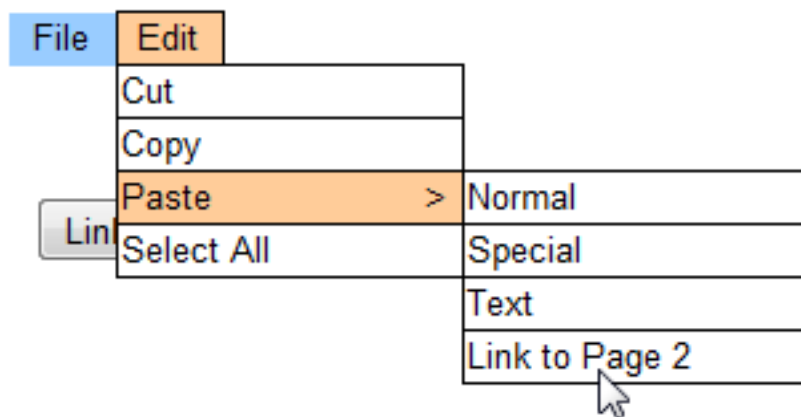 File Edit
Cut
Copy
Paste > Normal
Select All Special
Text
Link to Page 2